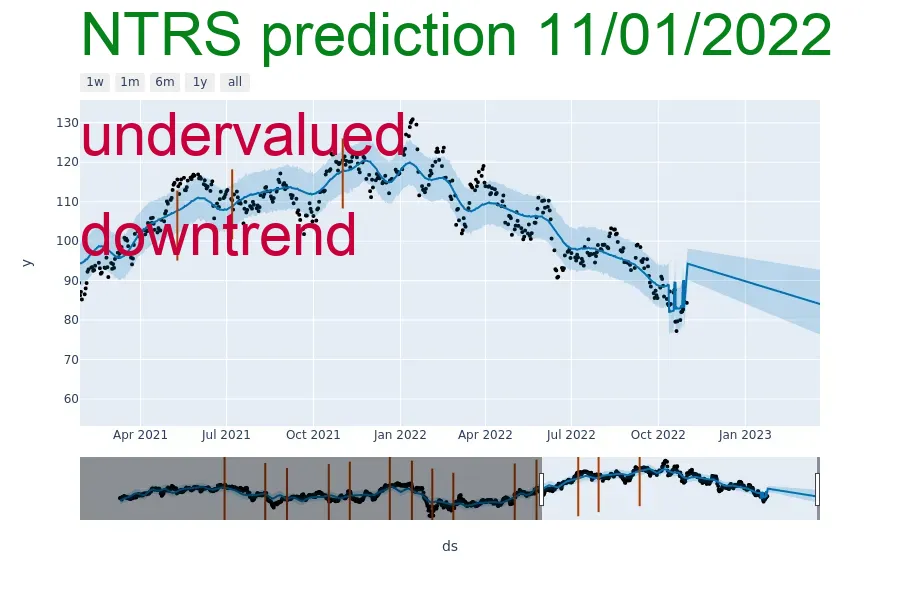 NTRS prediction 11/01/2022
1w 1m 6m 1y all
130
undervalued
120
110
downtrend
100
y
90
80
70
60
Apr 2021 Jul 2021 Oct 2021 Jan 2022 Apr 2022 Jul 2022 Oct 2022 Jan 2023
ds